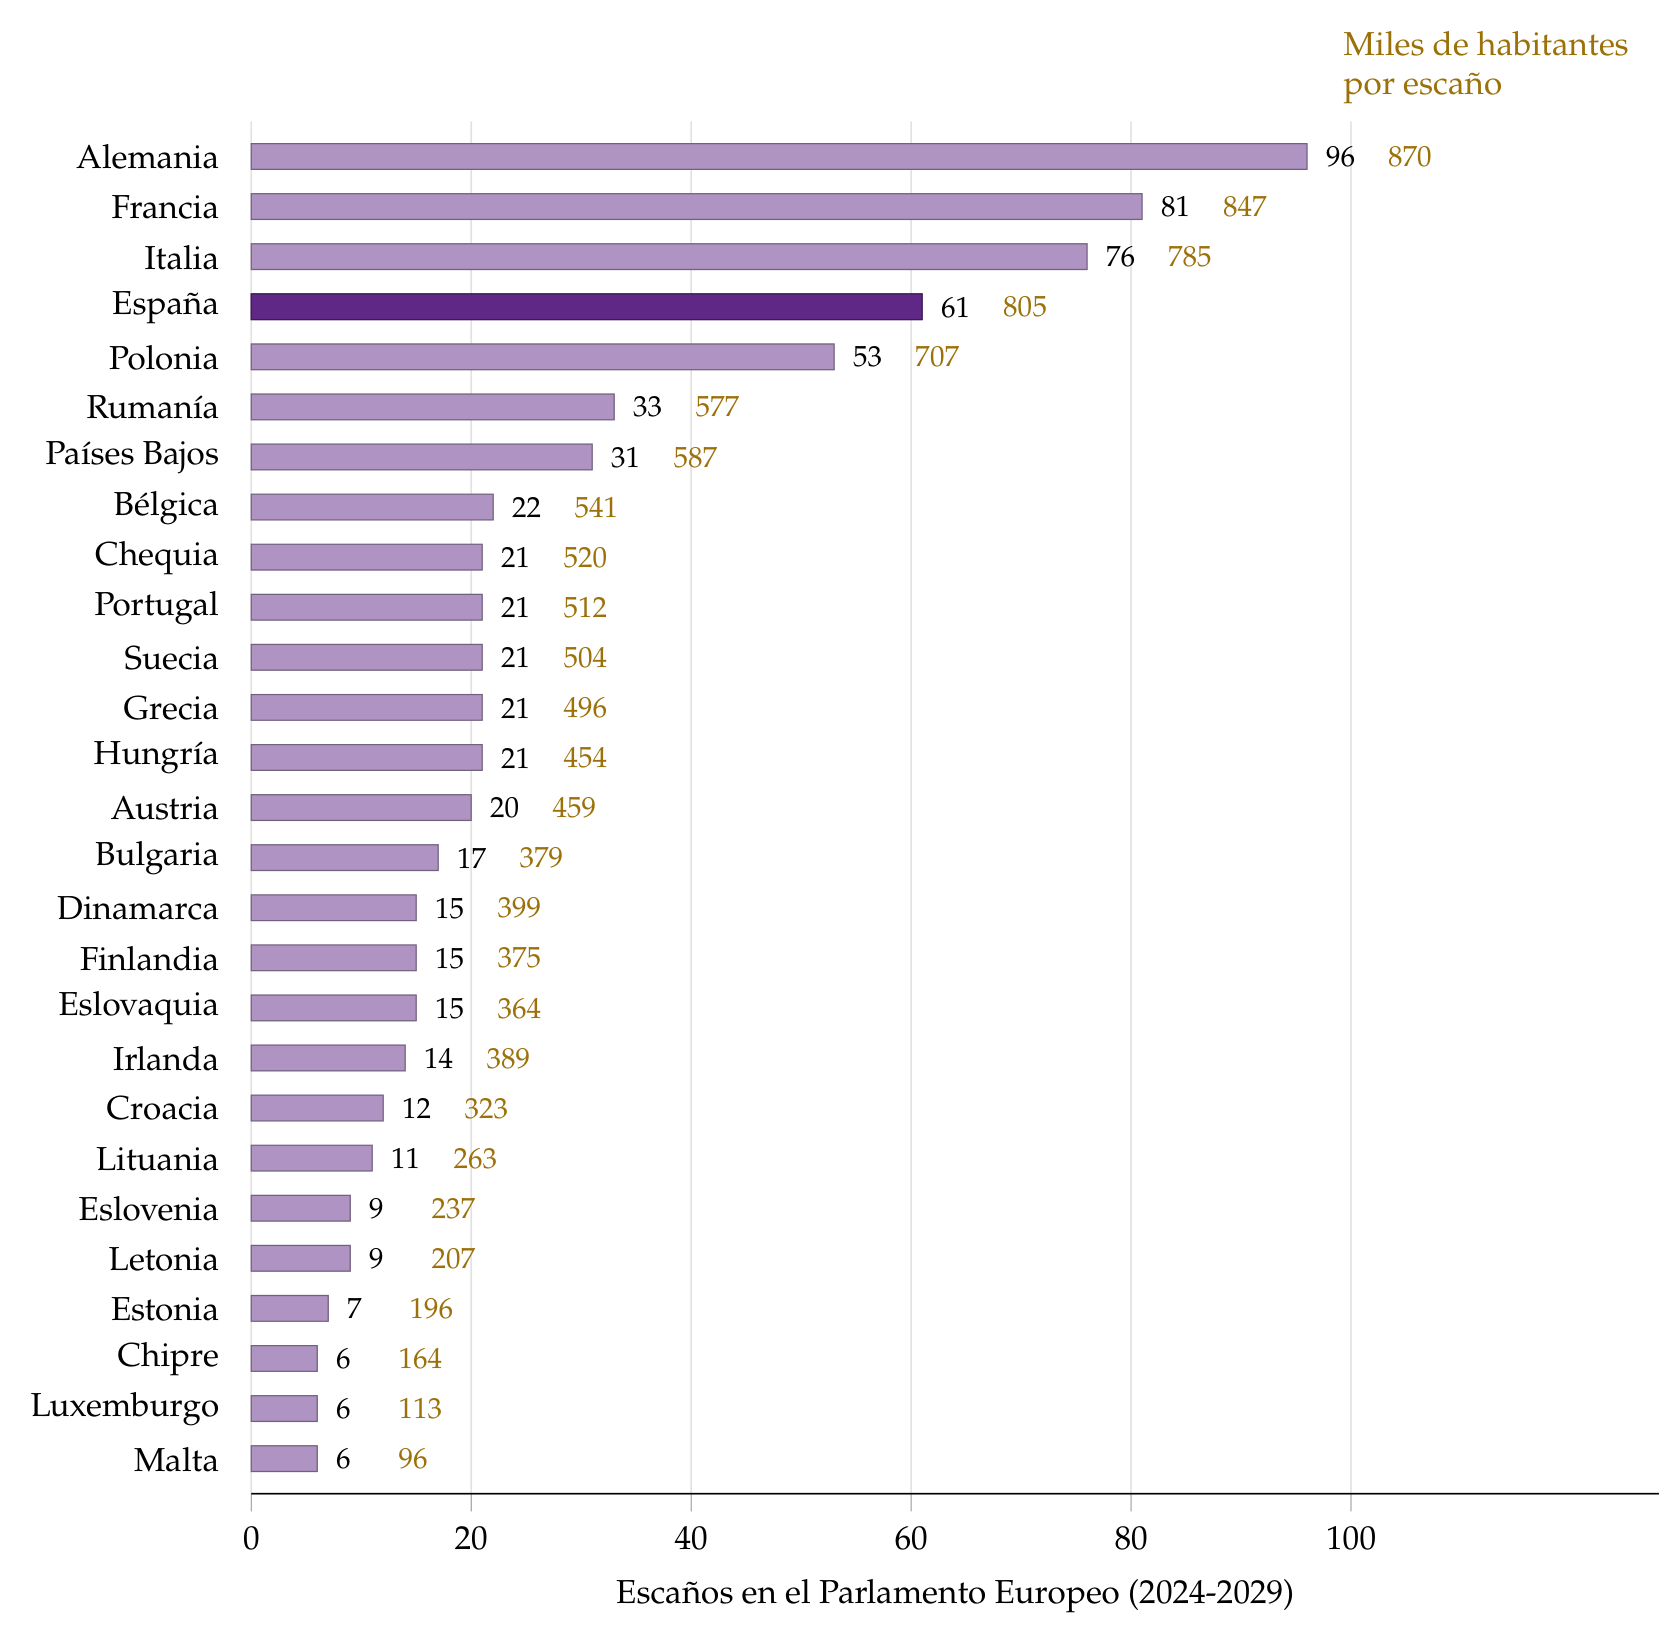 Miles de habitantes
por escaño
Alemania 96 870
Francia 81 847
Italia 76 785
España 61 805
Polonia 53 707
Rumanía 33 577
Países Bajos 31 587
Bélgica 22 541
Chequia 21 520
Portugal 21 512
Suecia 21 504
Grecia 21 496
Hungría 21 454
Austria 20 459
Bulgaria 17 379
Dinamarca 15 399
Finlandia 15 375
Eslovaquia 15 364
Irlanda 14 389
Croacia 12 323
Lituania 11 263
Eslovenia 9 237
Letonia 9 207
Estonia 7 196
Chipre 6 164
Luxemburgo 6 113
Malta 6 96
0 20 40 60 80 100
Escaños en el Parlamento Europeo (2024-2029)